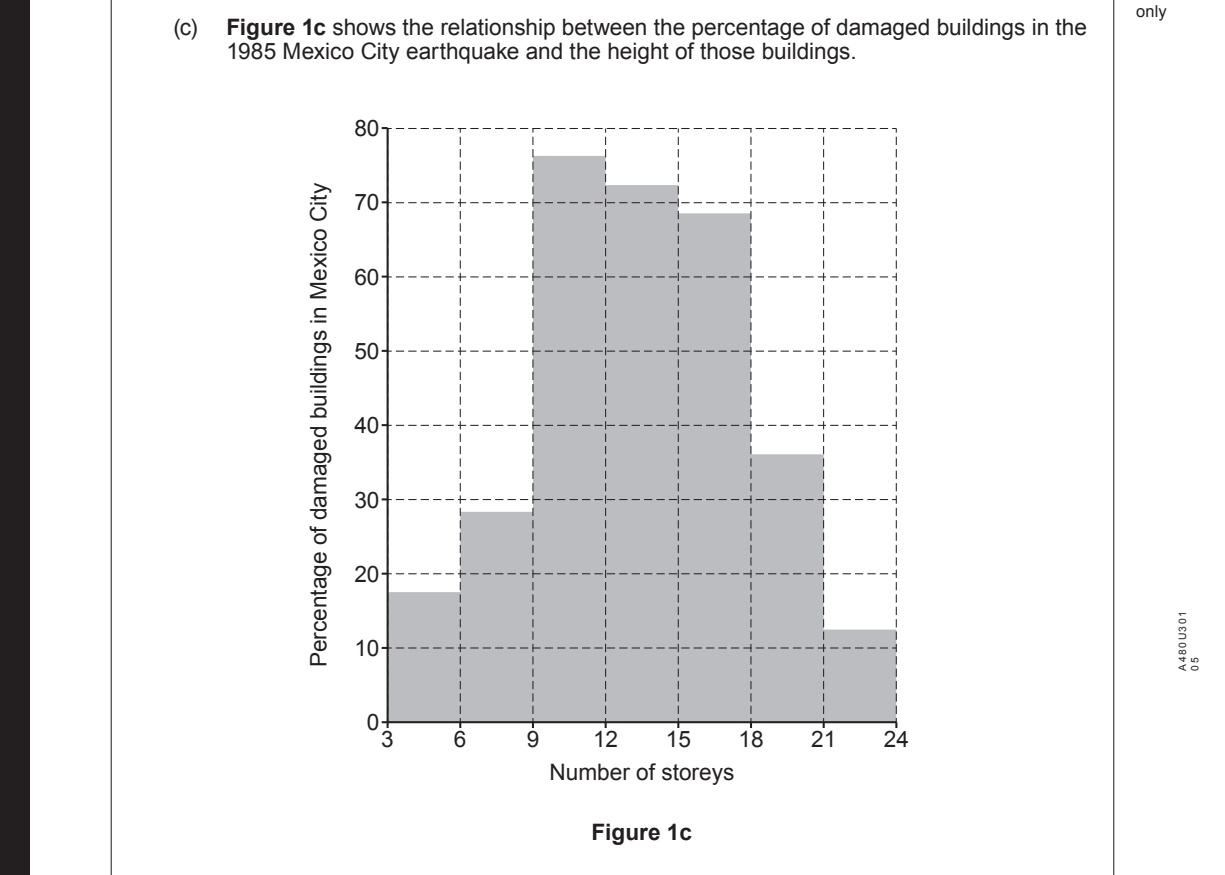 only
(c) Figure 1c shows the relationship between the percentage of damaged buildings in the
1985 Mexico City earthquake and the height of those buildings.
80
70
60
50
40
30
20
10
0
Percentage of damaged buildings in Mexico City
3 6 9 12 15 18 21 24
Number of storeys
Figure 1c
A480U301
05